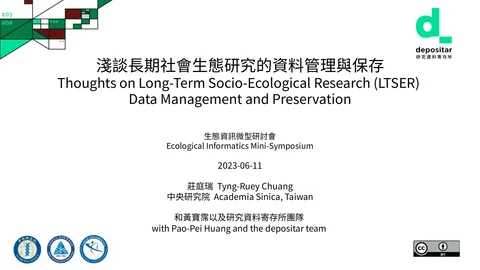 depositar
研究資料寄存所
淺談長期社會生態研究的資料管理與保存
Thoughts on Long-Term Socio-Ecological Research (LTSER)
Data Management and Preservation
生態資訊微型研討會
Ecological Informatics Mini-Symposium
2023-06-11
莊庭瑞 Tyng-Ruey Chuang
中央研究院 Academia Sinica, Taiwan
和黃寶霈以及研究資料寄存所團隊
with Pao-Pei Huang and the depositar team
cc
BY